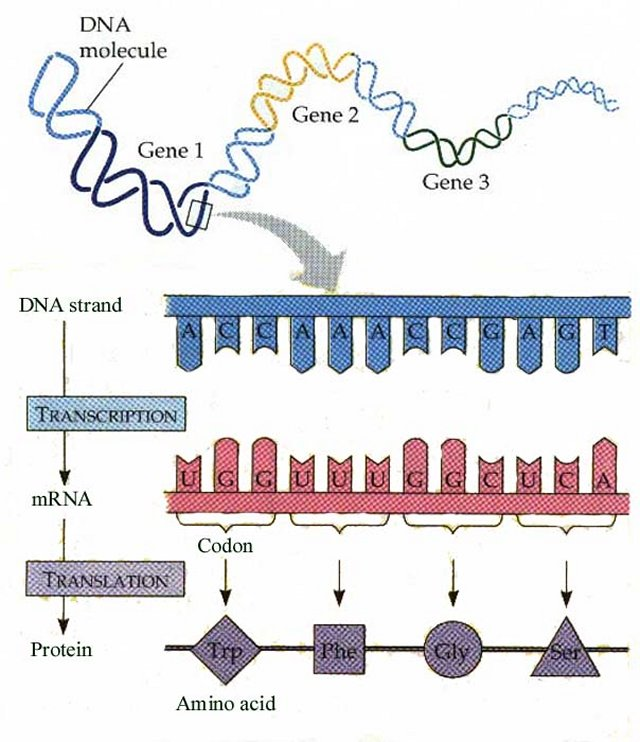 DNA
molecule
Gene 1
Gene 2
Gene 3
DNA strand
A C C A A A C C G A G T
TRANSCRIPTION
U G G U U U G G C U C A
mRNA
Codon
TRANSLATION
Trp Phe Gly Ser
Protein
Amino acid